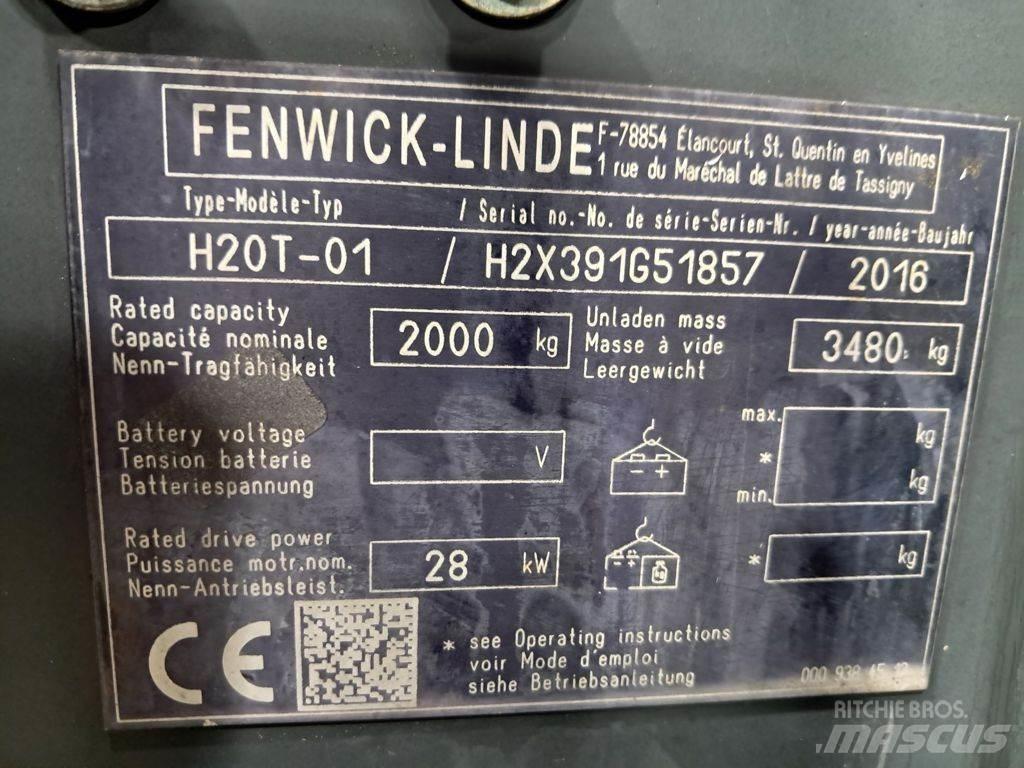 FENWICK-LINDE
F-78854 Élancourt, St. Quentin en Yvelines
1 rue du Maréchal de Lattre de Tassigny
Type-Modèle-Typ / Serial no.-No. de série-Serien-Nr. / year-année-Baujahr
H20T-01 / H2X391G51857 / 2016
Rated capacity
Capacité nominale
Nenn-Tragfähigkeit
2000 kg
Unladen mass
Masse à vide
Leergewicht
3480 kg
Battery voltage
Tension batterie
Batteriespannung
V
- +
max. kg
*
min. kg
Rated drive power
Puissance motr.nom.
Nenn-Antriebsleist.
28 kW
- +
kg
* kg
CE
* see Operating instructions
voir Mode d'emploi
siehe Betriebsanleitung
000 938
RITCHIE BROS.
MASCUS